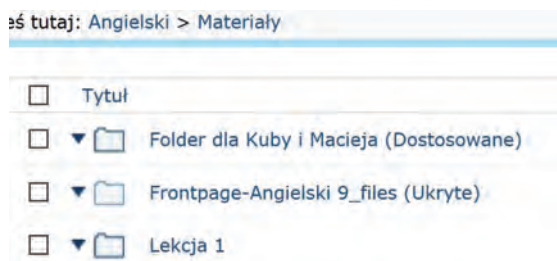 eś tutaj: Angielski > Materiały
Tytuł
Folder dla Kuby i Macieja (Dostosowane)
Frontpage-Angielski 9_files (Ukryte)
Lekcja 1